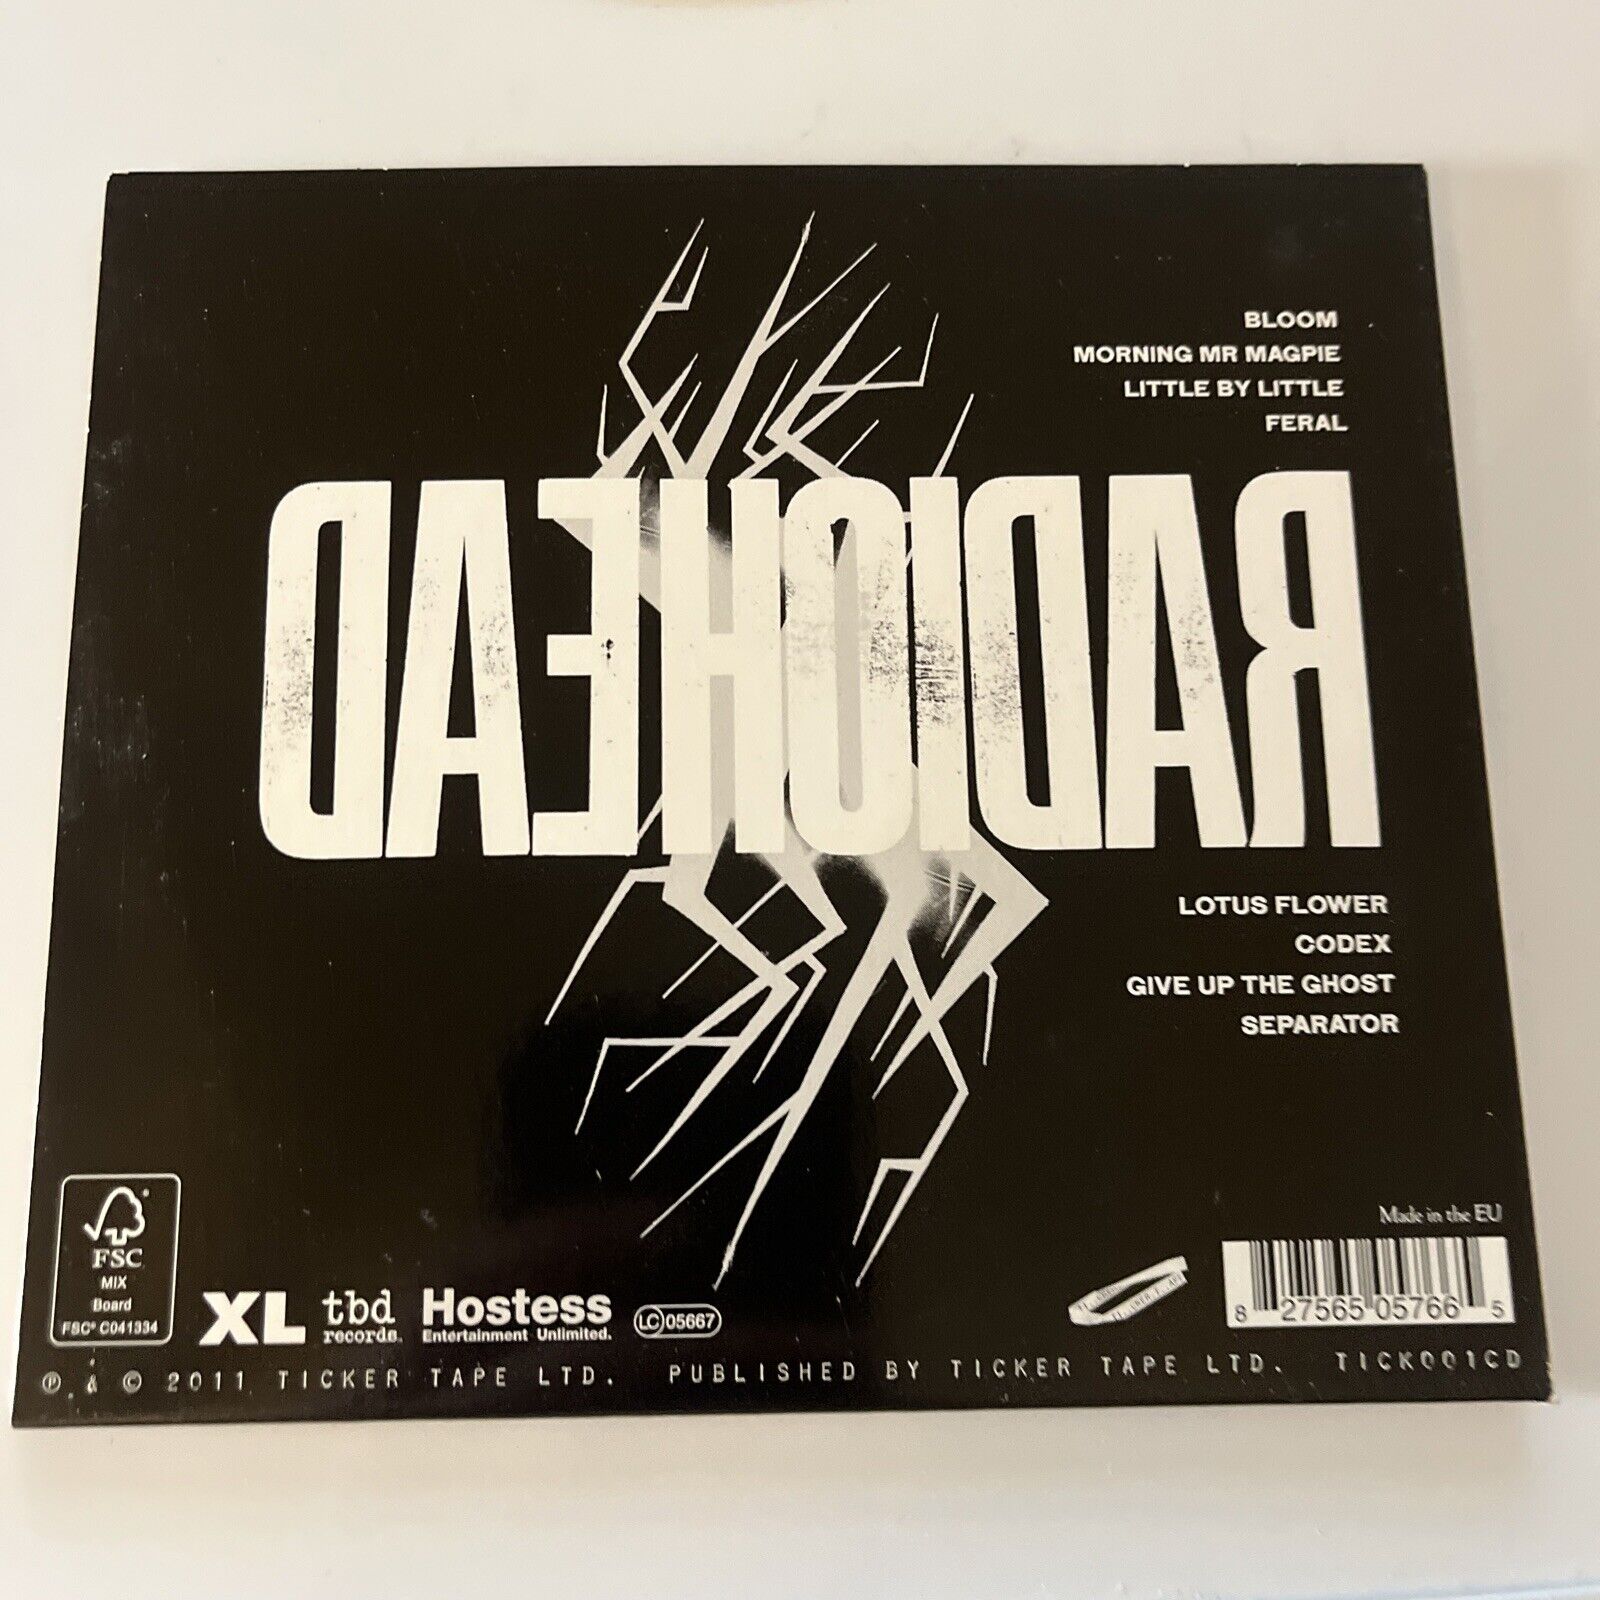 BLOOM
MORNING MR MAGPIE
LITTLE BY LITTLE
FERAL
RADIOHEAD
LOTUS FLOWER
CODEX
GIVE UP THE GHOST
SEPARATOR
Made in the EU
FSC
MIX
Board
FSC® C041334
XL
tbd
records.
Hostess
Entertainment Unlimited.
LC 05667
8 27565 05766 5
℗ & © 2011 TICKER TAPE LTD. PUBLISHED BY TICKER TAPE LTD. TICK001CD